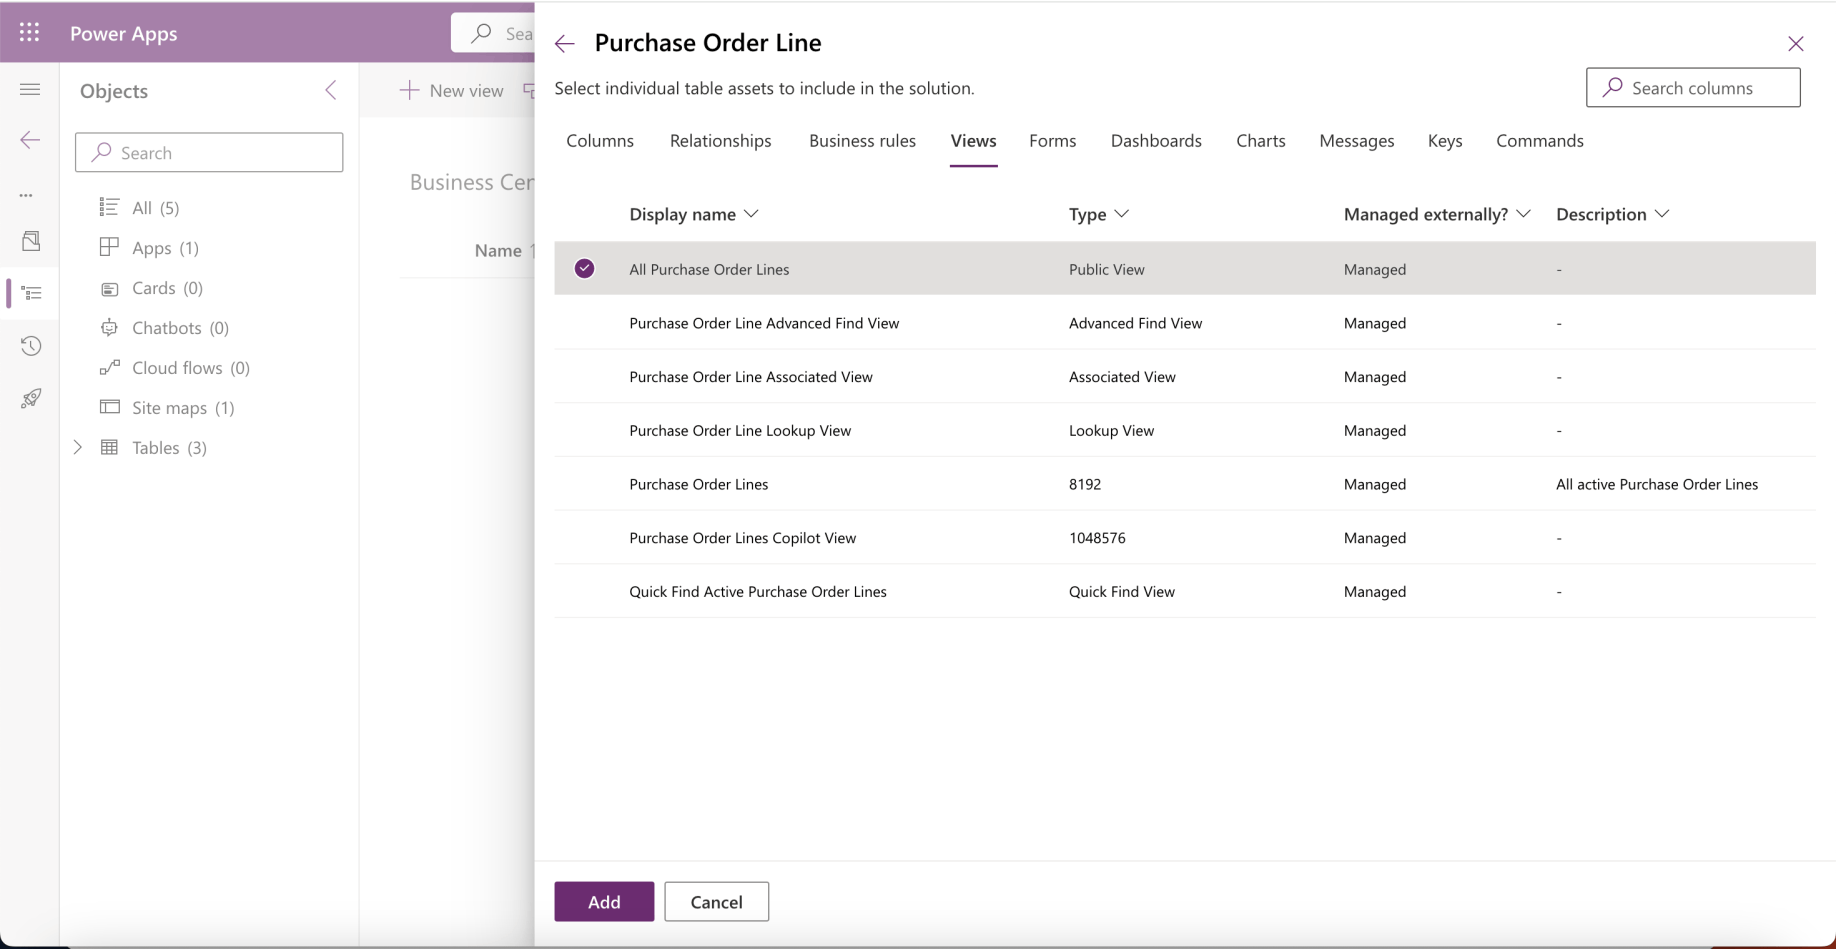 Power Apps
Sea
Objects
Search
All (5)
Apps (1)
Cards (0)
Chatbots (0)
Cloud flows (0)
Site maps (1)
Tables (3)
New view
Business Cen
Name
Purchase Order Line
Select individual table assets to include in the solution.
Search columns
Columns Relationships Business rules Views Forms Dashboards Charts Messages Keys Commands
Display name Type Managed externally? Description
All Purchase Order Lines Public View Managed -
Purchase Order Line Advanced Find View Advanced Find View Managed -
Purchase Order Line Associated View Associated View Managed -
Purchase Order Line Lookup View Lookup View Managed -
Purchase Order Lines 8192 Managed All active Purchase Order Lines
Purchase Order Lines Copilot View 1048576 Managed -
Quick Find Active Purchase Order Lines Quick Find View Managed -
Add Cancel